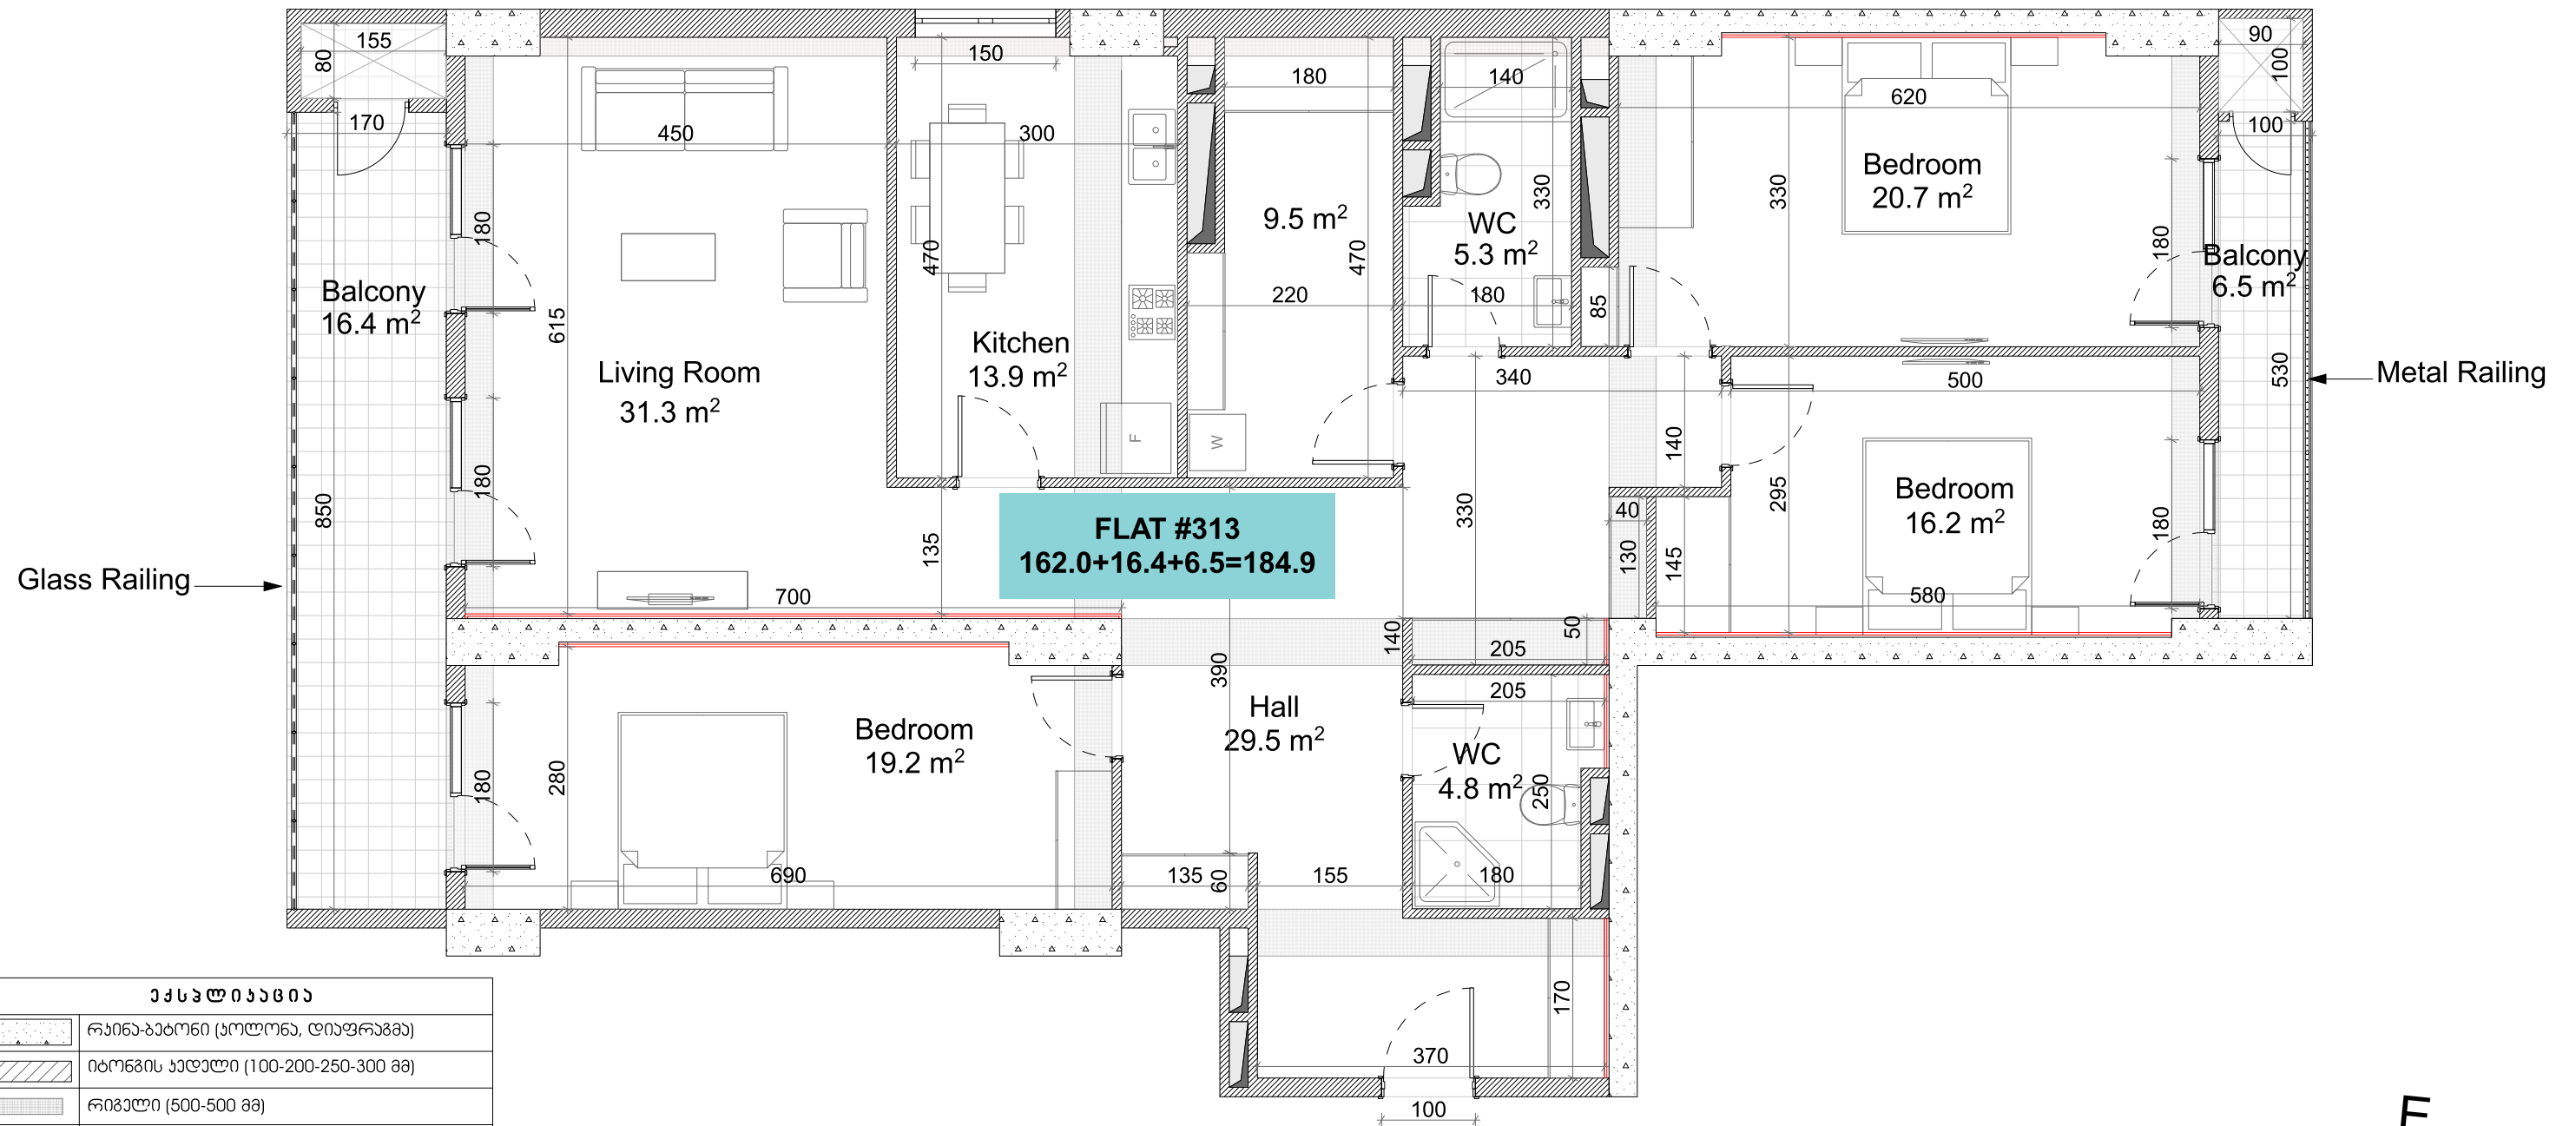 155
80
170
150
450
300
180
140
620
90
100
100
330
330
Bedroom
20.7 m²
180
Balcony
6.5 m²
9.5 m²
WC
5.3 m²
180
470
470
220
180
85
Balcony
16.4 m²
615
Living Room
31.3 m²
Kitchen
13.9 m²
340
500
530
Metal Railing
F
W
140
180
850
135
330
295
Bedroom
16.2 m²
180
40
130
145
FLAT #313
162.0+16.4+6.5=184.9
Glass Railing
700
580
140
50
205
390
205
Hall
29.5 m²
Bedroom
19.2 m²
280
180
WC
4.8 m²
250
690
135
60
155
180
170
370
100
ექსპლიკაცია
რკინა-ბეტონი (კოლონა, დიაფრაგმა)
იტონგის კედელი (100-200-250-300 მმ)
რიგელი (500-500 მმ)